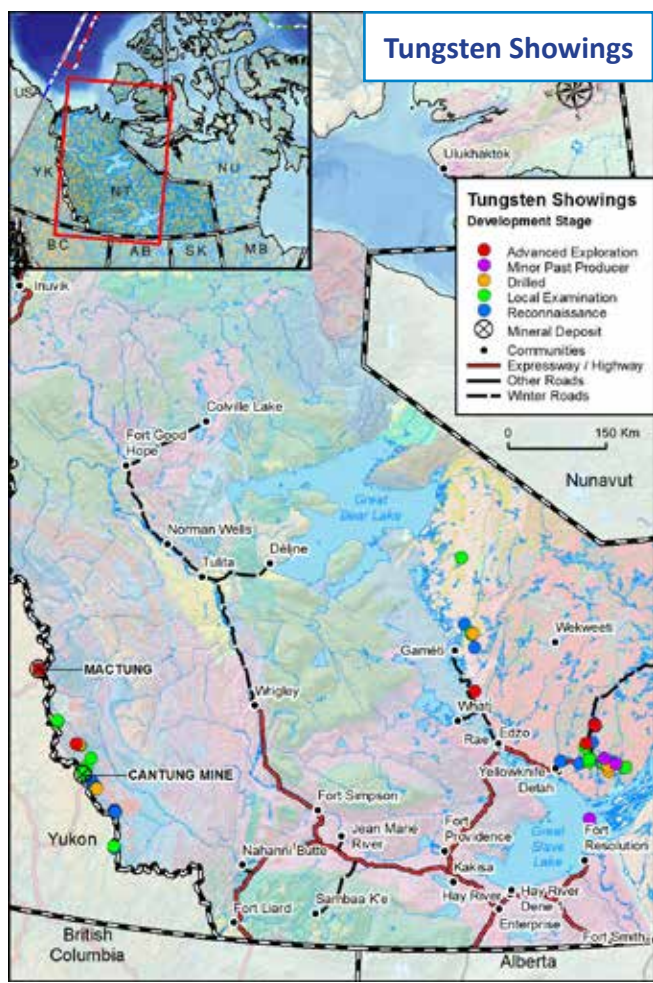 Tungsten Showings
USA
YK
NT
NU
BC
AB
SK
MB
Ulukhaktok
Tungsten Showings
Development Stage
Advanced Exploration
Minor Past Producer
Drilled
Local Examination
Reconnaissance
Mineral Deposit
Communities
Expressway / Highway
Other Roads
Winter Roads
0 150 Km
Inuvik
Colville Lake
Fort Good
Hope
Nunavut
Great
Bear Lake
Norman Wells
Déline
Tulita
Wekweeti
Gamèti
MACTUNG
Wrigley
Whati
Rae
Edzo
CANTUNG MINE
Yellowknife
Detah
Fort Simpson
Yukon
Jean Marie
River
Fort
Providence
Great
Slave
Lake
Fort
Resolution
Nahanni Butte
Kakisa
Sambaa K'e
Hay River
Hay River
Dene
Enterprise
Fort Liard
Fort Smith
British
Columbia
Alberta